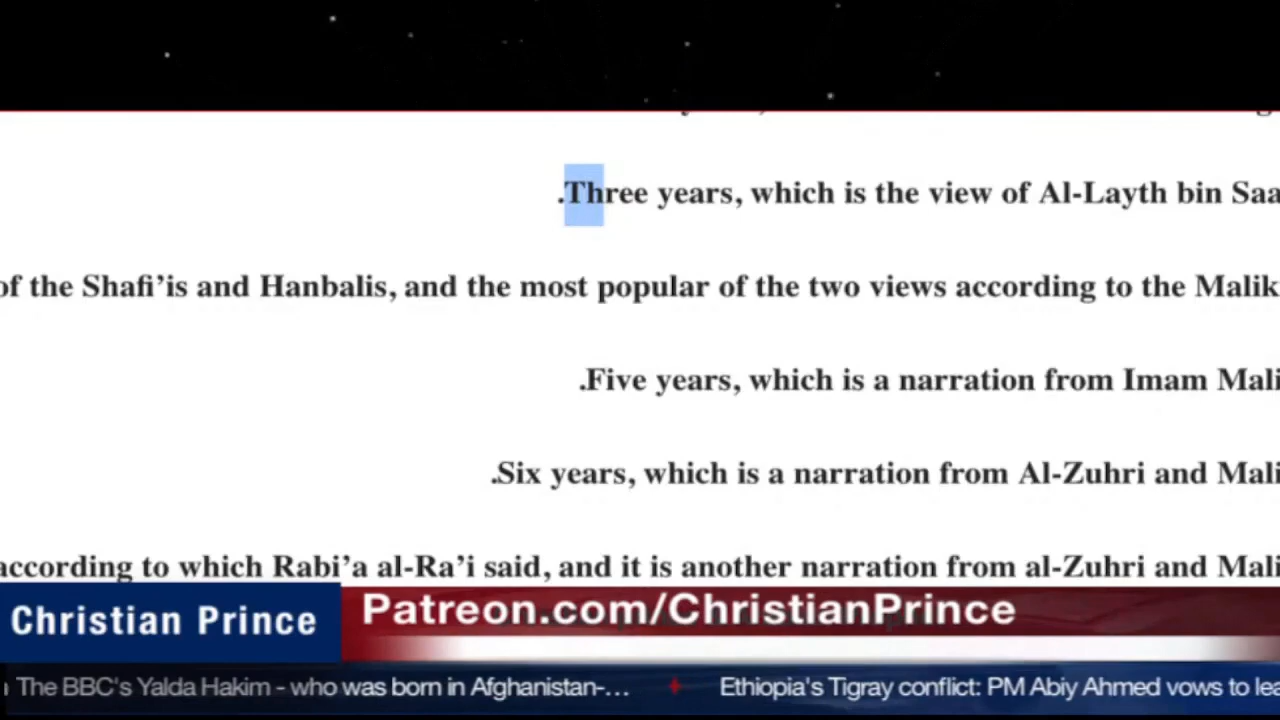 .Three years, which is the view of Al-Layth bin Saa
of the Shafi’is and Hanbalis, and the most popular of the two views according to the Malik
.Five years, which is a narration from Imam Mali
.Six years, which is a narration from Al-Zuhri and Mali
according to which Rabi’a al-Ra’i said, and it is another narration from al-Zuhri and Mali
Christian Prince
Patreon.com/ChristianPrince
The BBC's Yalda Hakim - who was born in Afghanistan-... Ethiopia's Tigray conflict: PM Abiy Ahmed vows to lea